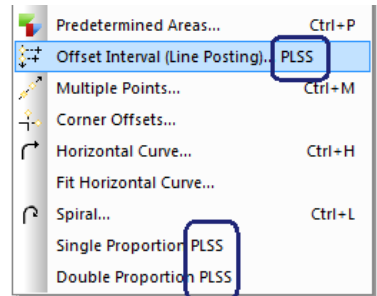 Predetermined Areas... Ctrl+P
Offset Interval (Line Posting).. PLSS
Multiple Points... Ctrl+M
Corner Offsets...
Horizontal Curve... Ctrl+H
Fit Horizontal Curve...
Spiral... Ctrl+L
Single Proportion PLSS
Double Proportion PLSS